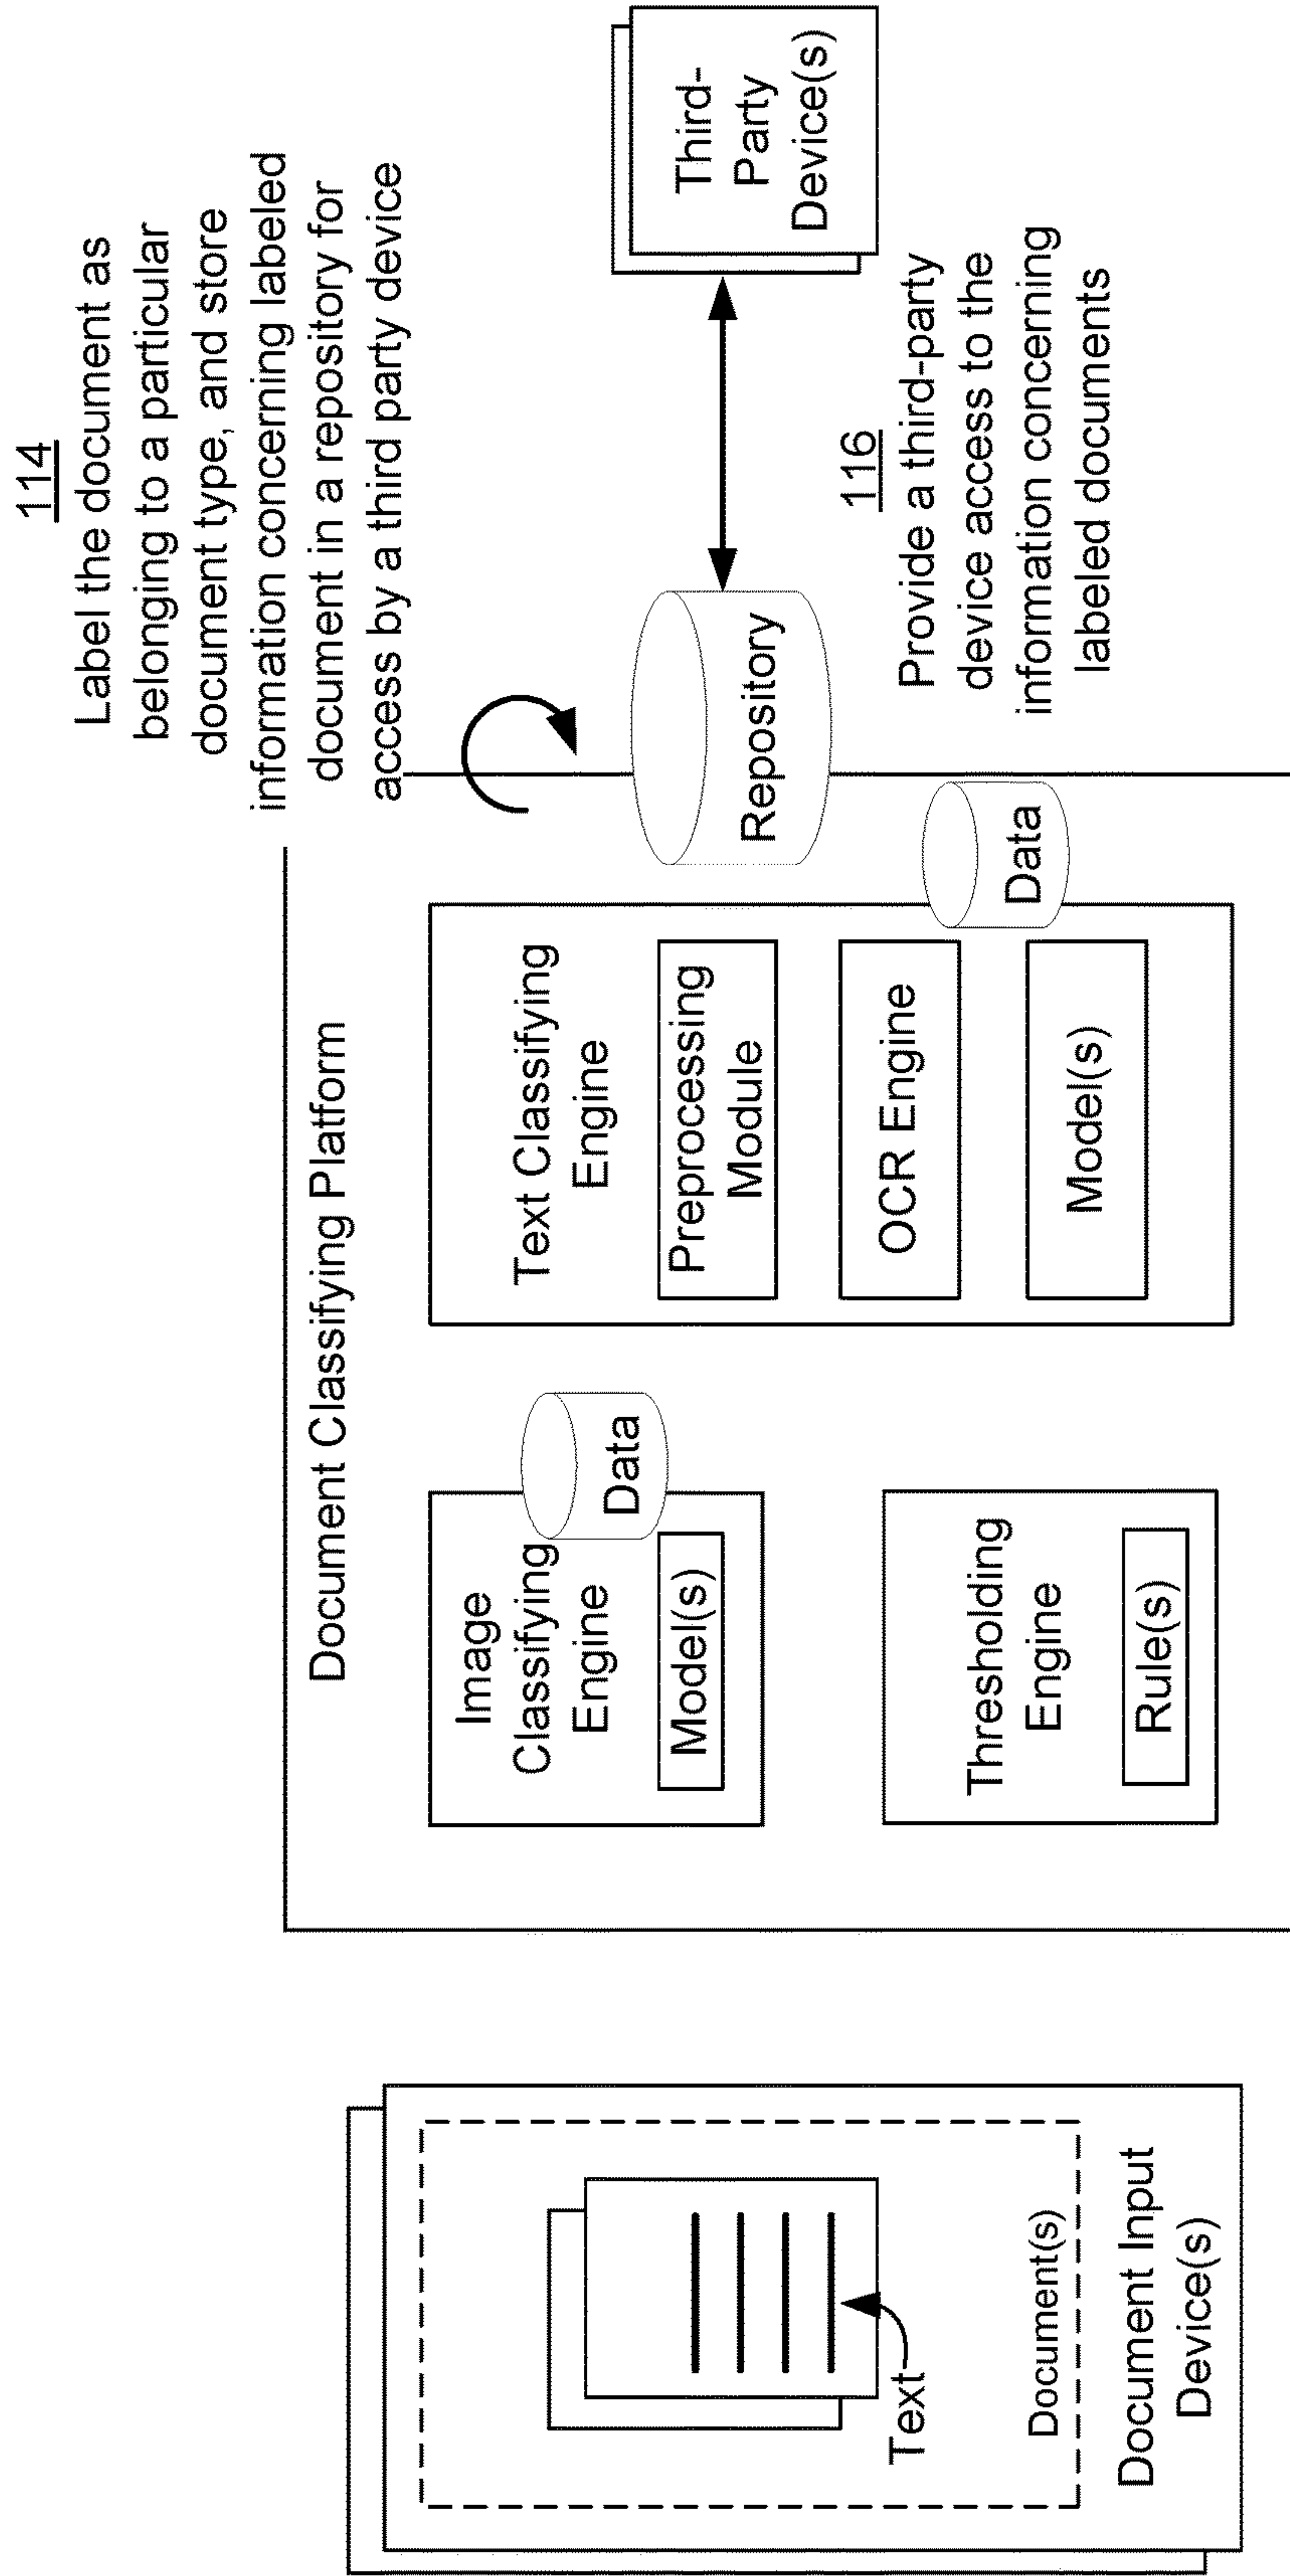 114
Label the document as
belonging to a particular
document type, and store
information concerning labeled
document in a repository for
access by a third party device
Document Classifying Platform
Image
Classifying
Engine
Model(s)
Data
Thresholding
Engine
Rule(s)
Text Classifying
Engine
Preprocessing
Module
OCR Engine
Model(s)
Data
Repository
Third-
Party
Device(s)
116
Provide a third-party
device access to the
information concerning
labeled documents
Text
Document(s)
Document Input
Device(s)